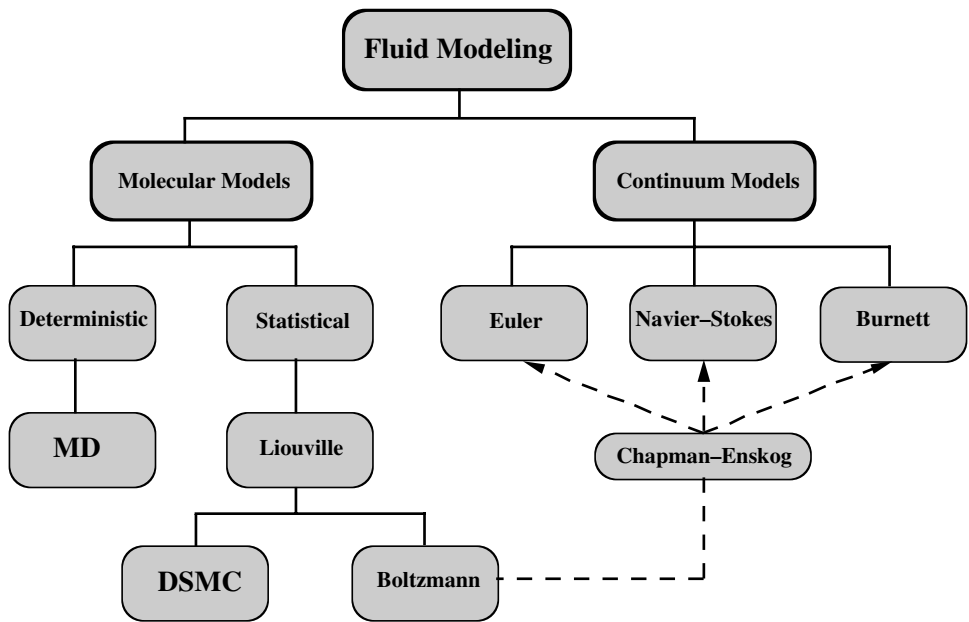 Fluid Modeling
Molecular Models
Continuum Models
Deterministic
Statistical
Euler
Navier–Stokes
Burnett
MD
Liouville
Chapman–Enskog
DSMC
Boltzmann